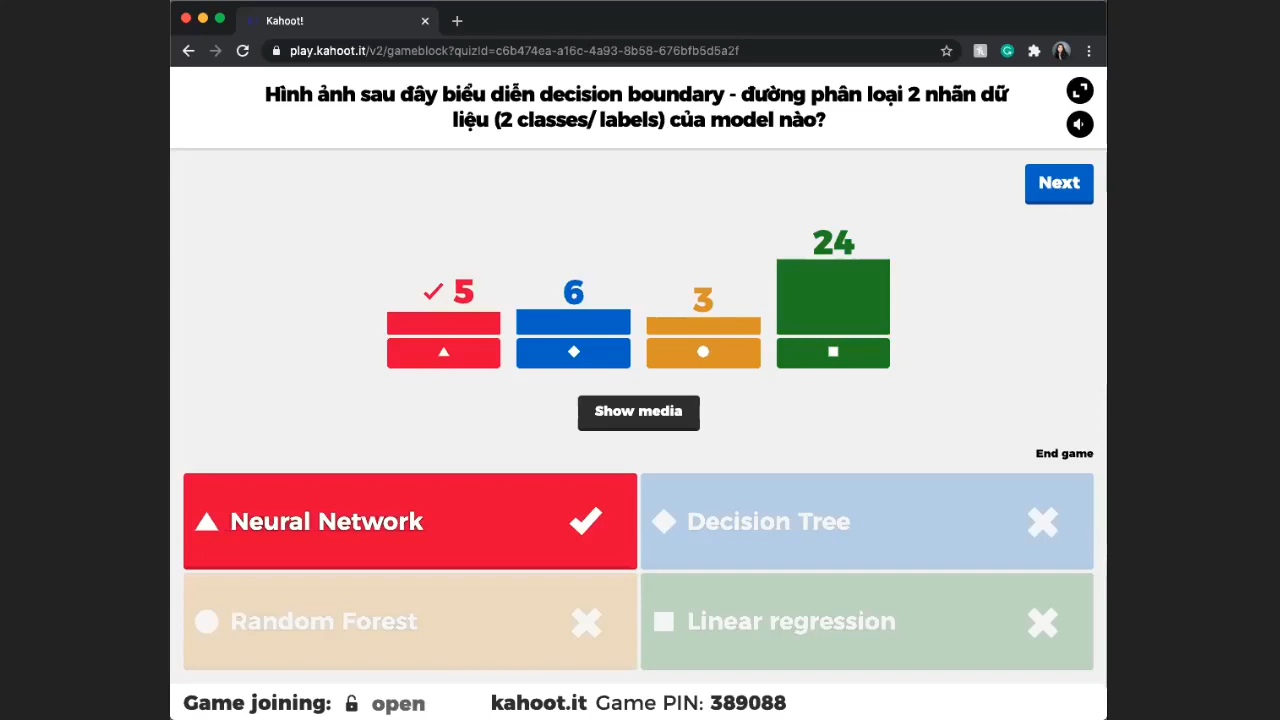 Kahoot!
play.kahoot.it/v2/gameblock?quizId=c6b474ea-a16c-4a93-8b58-676bfb5d5a2f
Hình ảnh sau đây biểu diễn decision boundary - đường phân loại 2 nhãn dữ
liệu (2 classes/ labels) của model nào?
Next
5
6
3
24
Show media
End game
Neural Network
Decision Tree
Random Forest
Linear regression
Game joining: open kahoot.it Game PIN: 389088